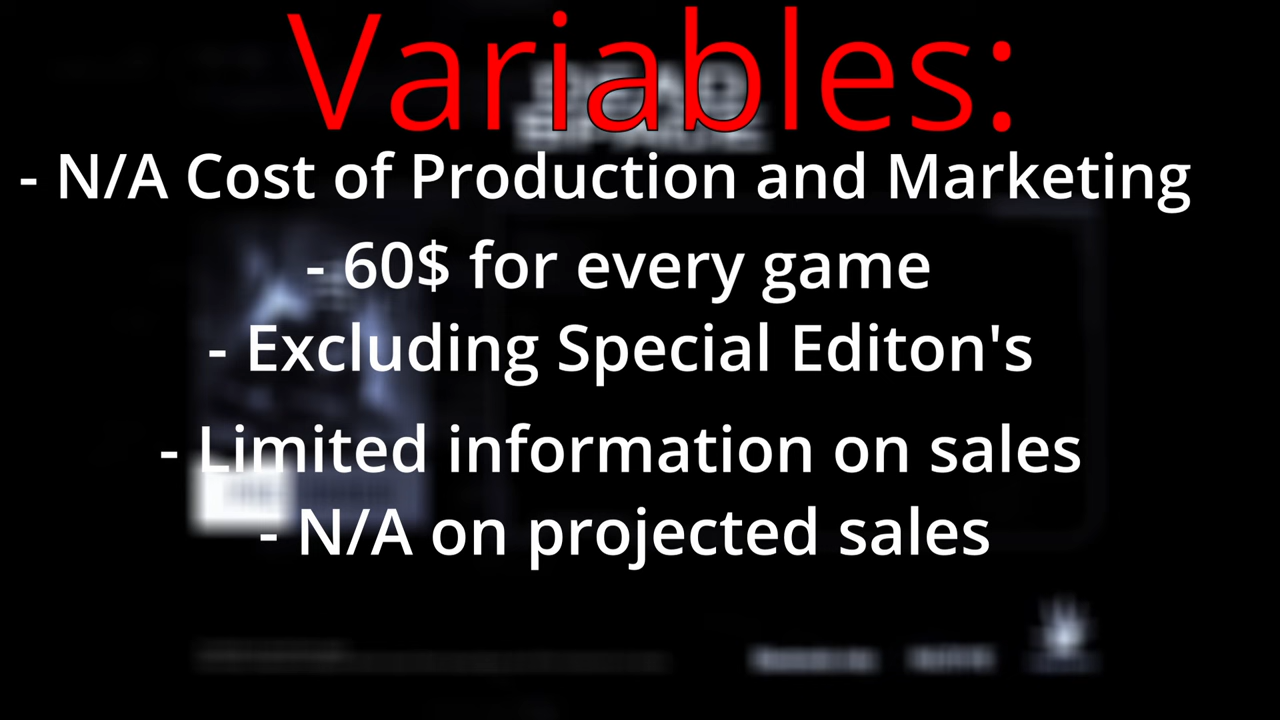 Variables:
- N/A Cost of Production and Marketing
- 60$ for every game
- Excluding Special Editon's
- Limited information on sales
- N/A on projected sales